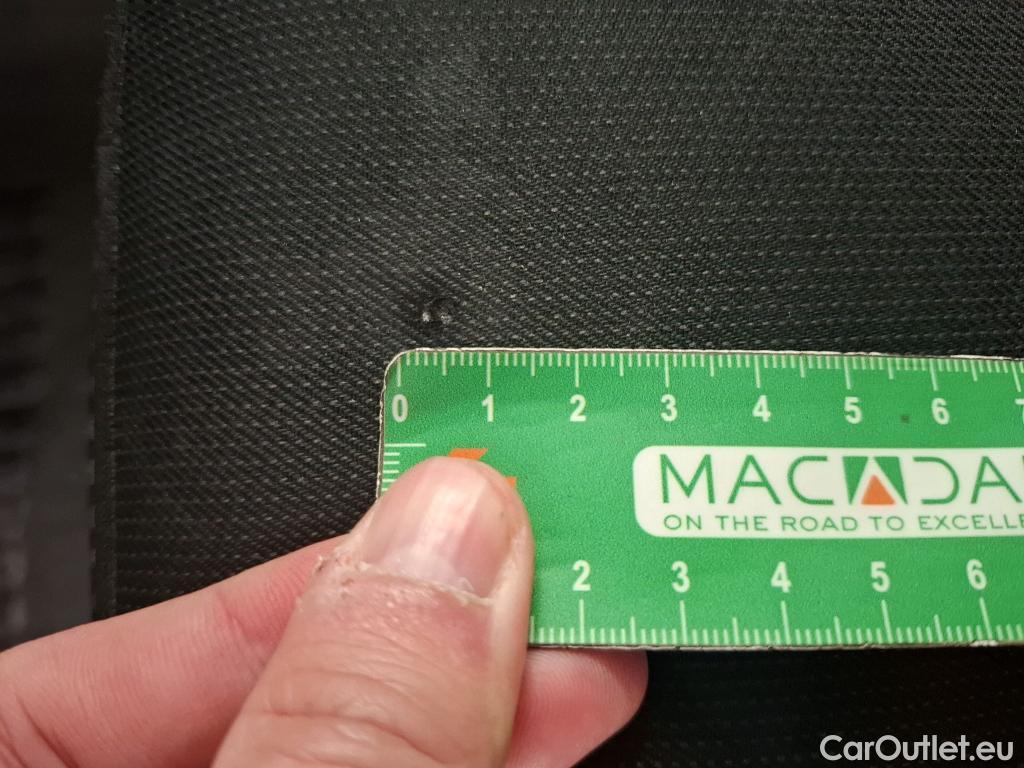 0 1 2 3 4 5 6 7
MACADA
ON THE ROAD TO EXCELLE
2 3 4 5 6
CarOutlet.eu